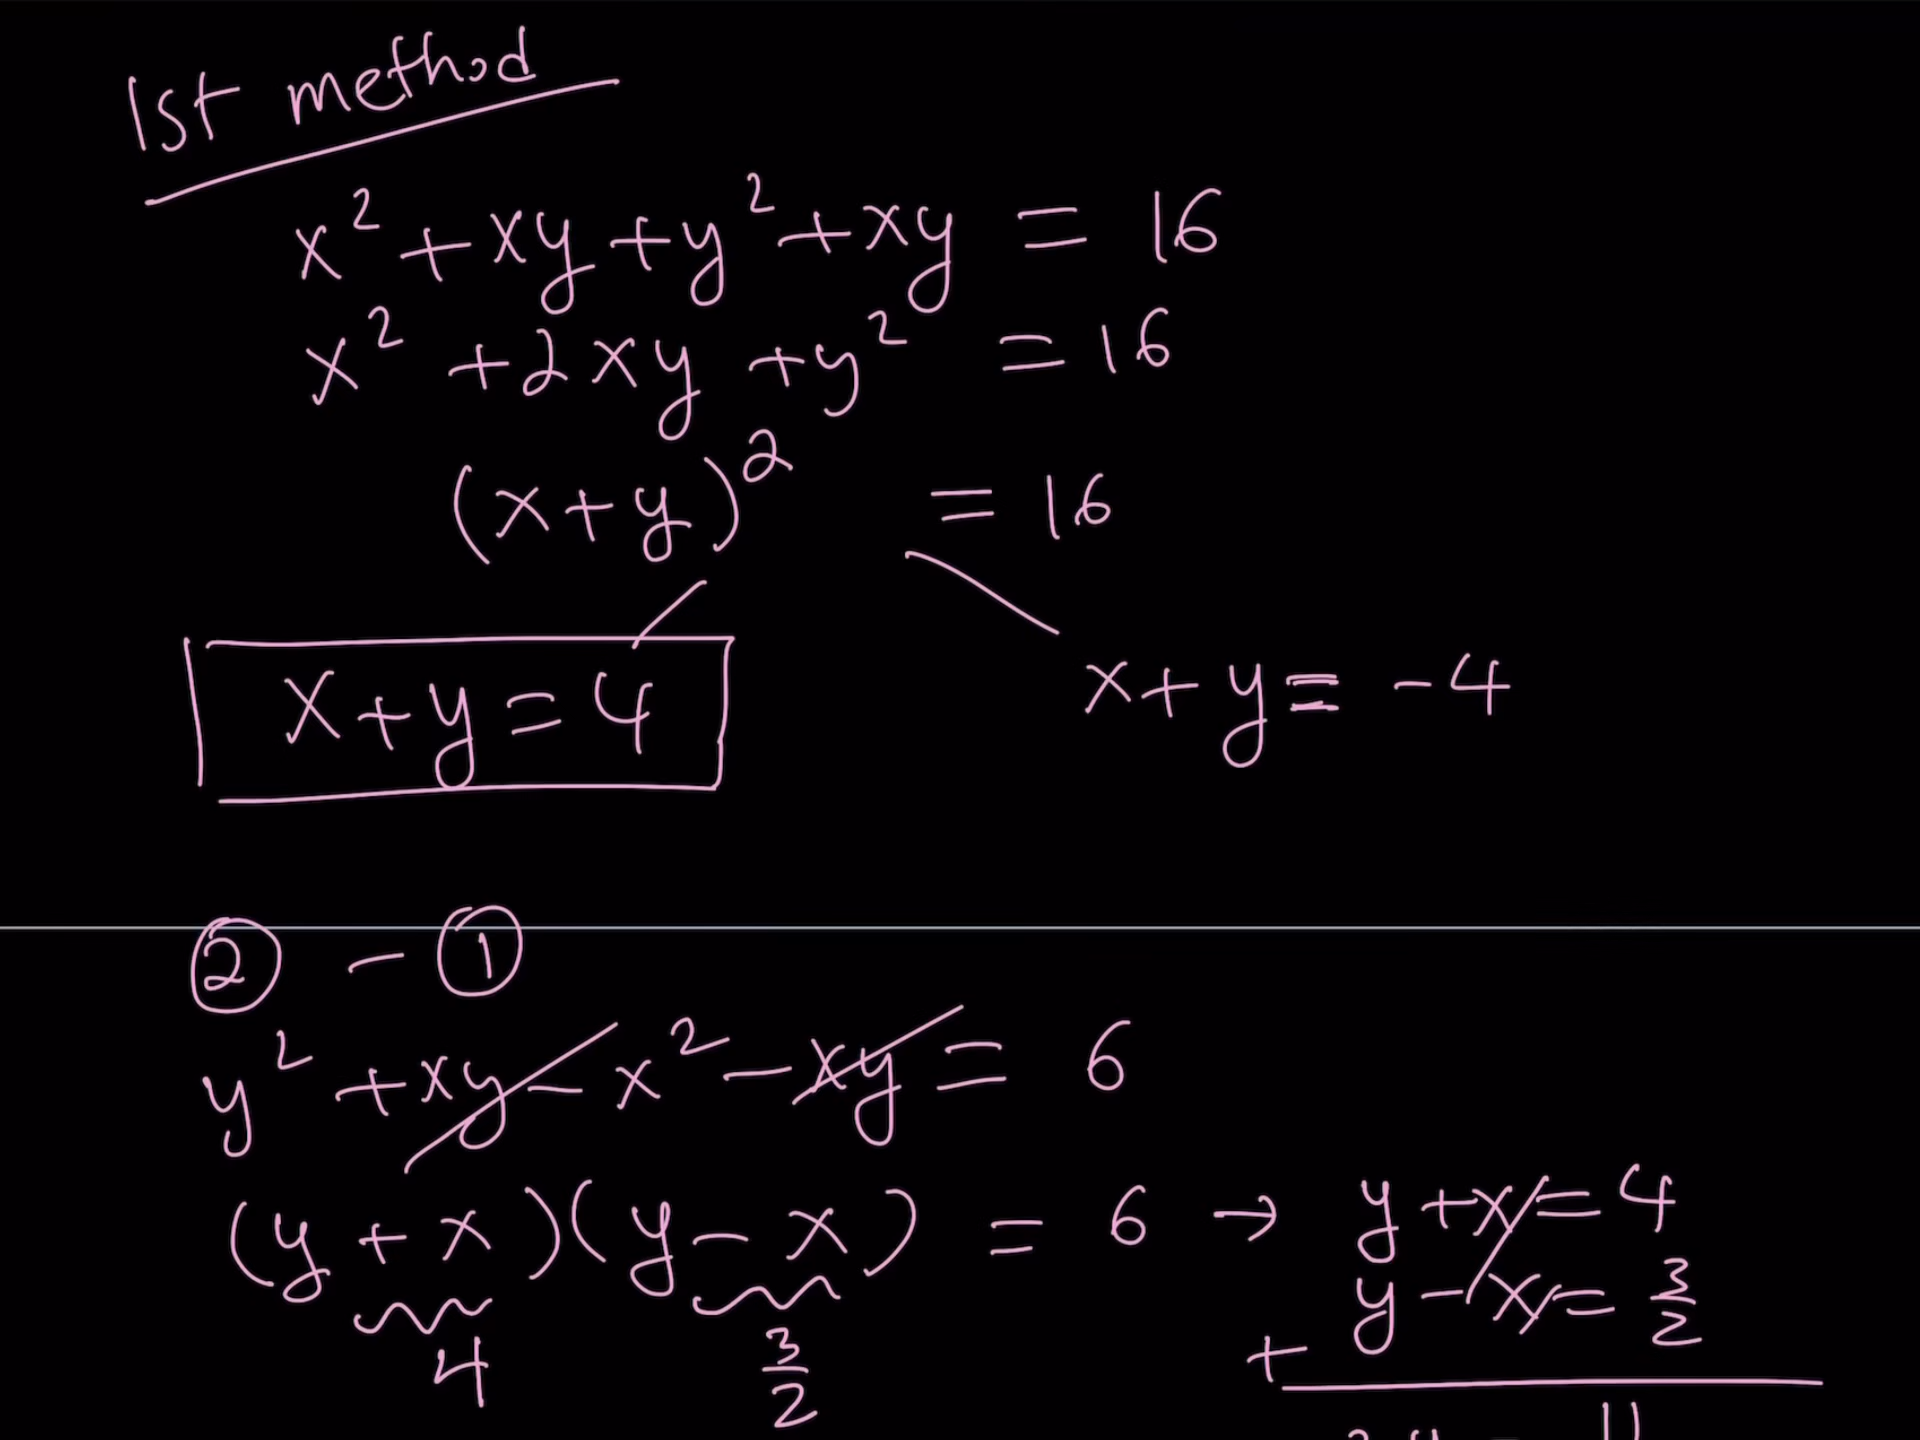 1st method
x² + xy + y² + xy = 16
x² + 2xy + y² = 16
(x + y)² = 16
x + y = 4
x + y = -4
② - ①
y² + xy - x² - xy = 6
(y + x)(y - x) = 6 → y + x = 4
y - x = 3/2
+
4 3/2